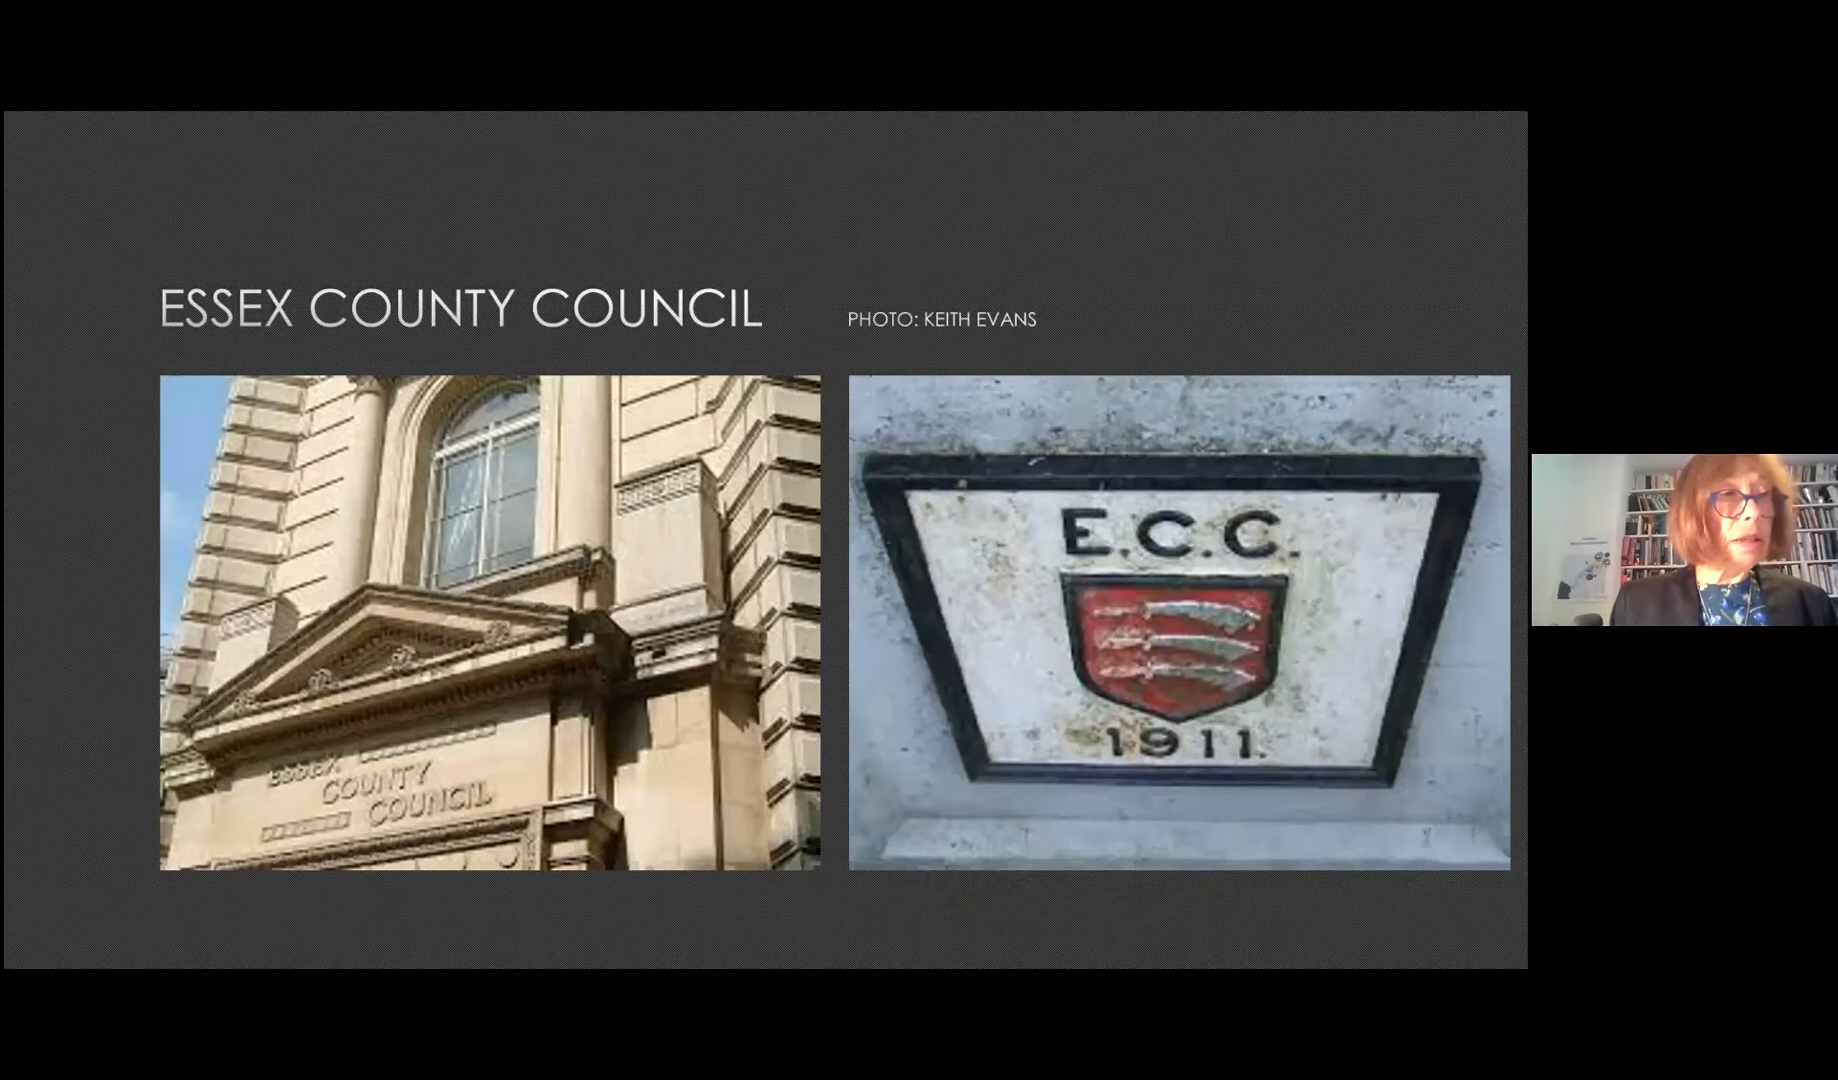 ESSEX COUNTY COUNCIL
PHOTO: KEITH EVANS
ESSEX
COUNTY
COUNCIL
E.C.C.
1911.